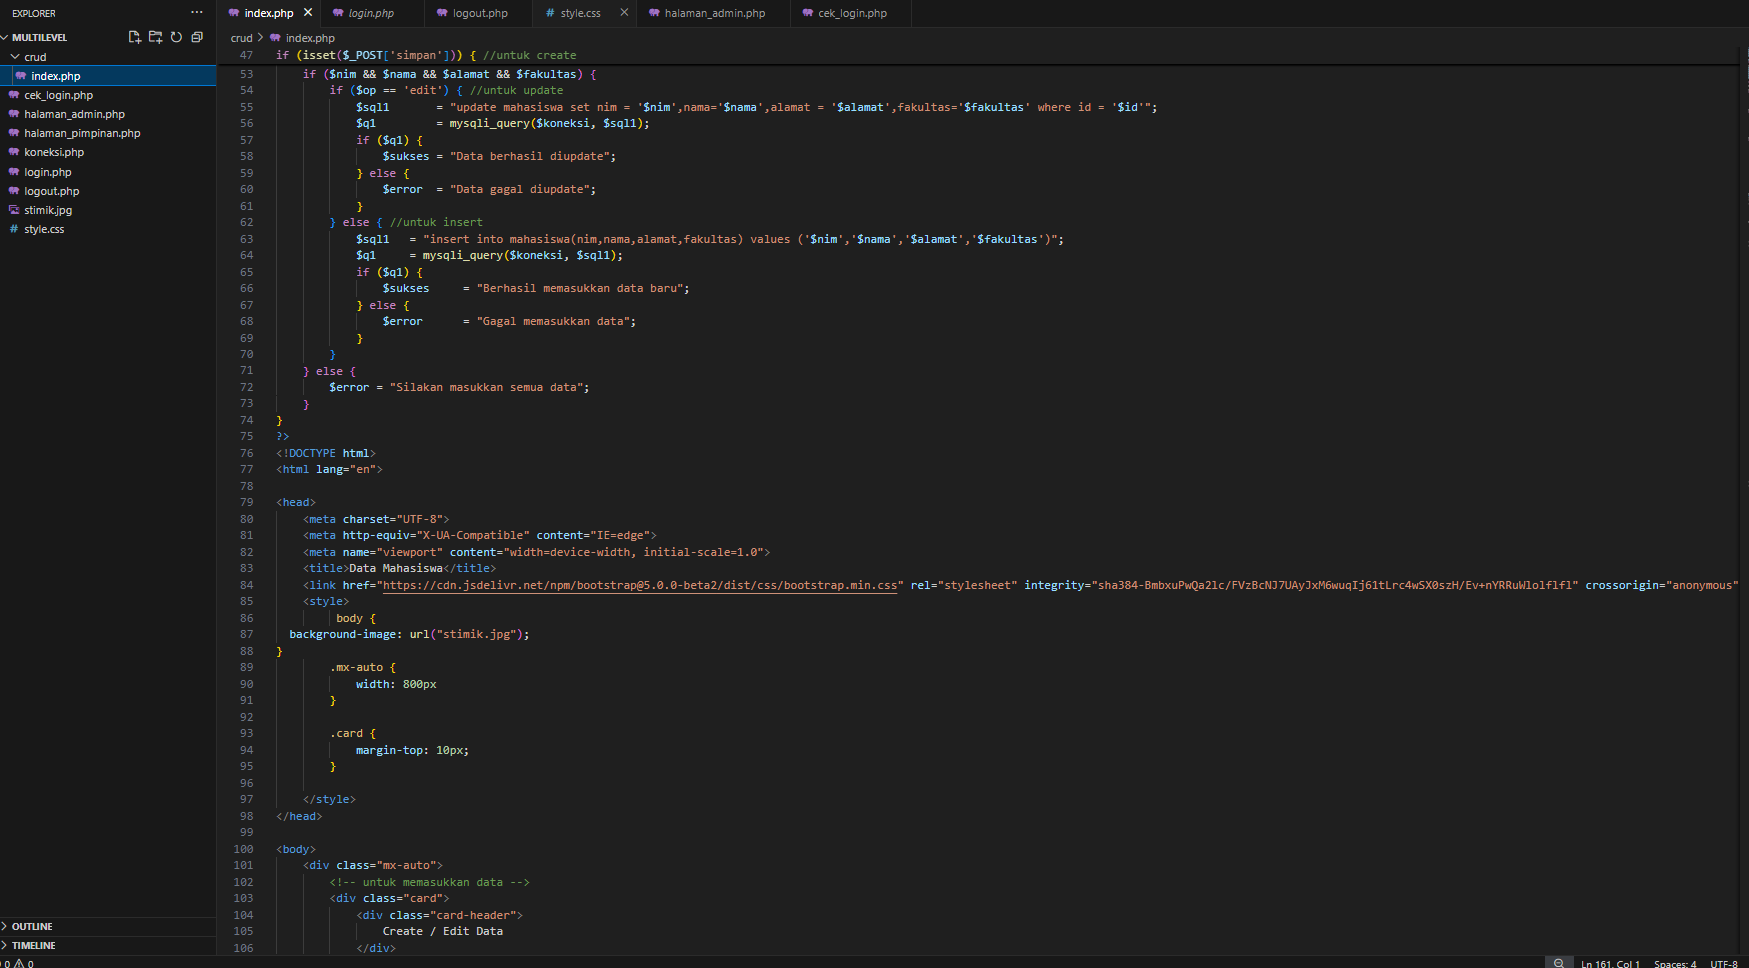 EXPLORER ...
MULTILEVEL
crud
index.php
cek_login.php
halaman_admin.php
halaman_pimpinan.php
koneksi.php
login.php
logout.php
stimik.jpg
# style.css
OUTLINE
TIMELINE
index.php × login.php logout.php # style.css × halaman_admin.php cek_login.php
crud > index.php
47 if (isset($_POST['simpan'])) { //untuk create
53 if ($nim && $nama && $alamat && $fakultas) {
54 if ($op == 'edit') { //untuk update
55 $sql1 = "update mahasiswa set nim = '$nim',nama='$nama',alamat = '$alamat',fakultas='$fakultas' where id = '$id'";
56 $q1 = mysqli_query($koneksi, $sql1);
57 if ($q1) {
58 $sukses = "Data berhasil diupdate";
59 } else {
60 $error = "Data gagal diupdate";
61 }
62 } else { //untuk insert
63 $sql1 = "insert into mahasiswa(nim,nama,alamat,fakultas) values ('$nim','$nama','$alamat','$fakultas')";
64 $q1 = mysqli_query($koneksi, $sql1);
65 if ($q1) {
66 $sukses = "Berhasil memasukkan data baru";
67 } else {
68 $error = "Gagal memasukkan data";
69 }
70 }
71 } else {
72 $error = "Silakan masukkan semua data";
73 }
74 }
75 ?>
76 <!DOCTYPE html>
77 <html lang="en">
78
79 <head>
80 <meta charset="UTF-8">
81 <meta http-equiv="X-UA-Compatible" content="IE=edge">
82 <meta name="viewport" content="width=device-width, initial-scale=1.0">
83 <title>Data Mahasiswa</title>
84 <link href="https://cdn.jsdelivr.net/npm/bootstrap@5.0.0-beta2/dist/css/bootstrap.min.css" rel="stylesheet" integrity="sha384-BmbxuPwQa2lc/FVzBcNJ7UAyJxM6wuqIj61tLrc4wSX0szH/Ev+nYRRuWlolflfl" crossorigin="anonymous"
85 <style>
86 body {
87 background-image: url("stimik.jpg");
88 }
89 .mx-auto {
90 width: 800px
91 }
92
93 .card {
94 margin-top: 10px;
95 }
96
97 </style>
98 </head>
99
100 <body>
101 <div class="mx-auto">
102 <!-- untuk memasukkan data -->
103 <div class="card">
104 <div class="card-header">
105 Create / Edit Data
106 </div>
0 0 Ln 161, Col 1 Spaces: 4 UTF-8